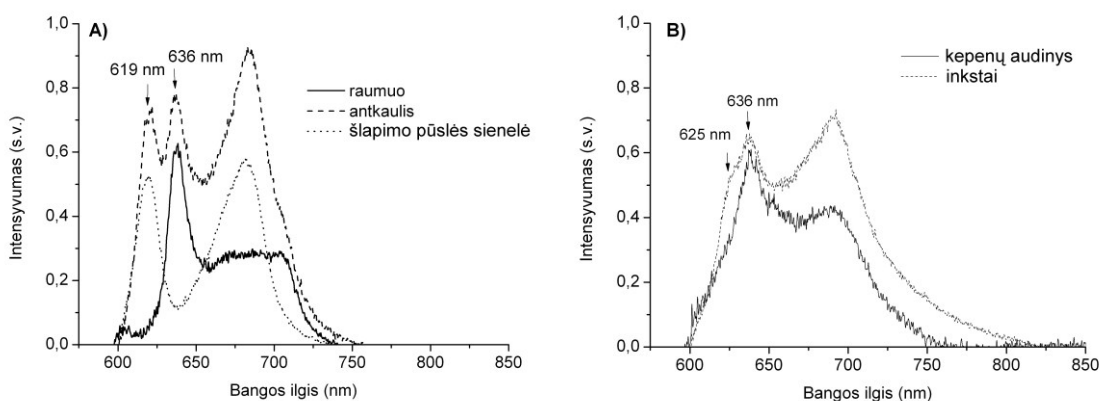 A)
619 nm
636 nm
raumuo
antkaulis
šlapimo pūslės sienelė
Intensyvumas (s.v.)
1,0
0,8
0,6
0,4
0,2
0,0
600 650 700 750 800 850
Bangos ilgis (nm)
B)
kepenų audinys
inkstai
636 nm
625 nm
Intensyvumas (s.v.)
1,0
0,8
0,6
0,4
0,2
0,0
600 650 700 750 800 850
Bangos ilgis (nm)